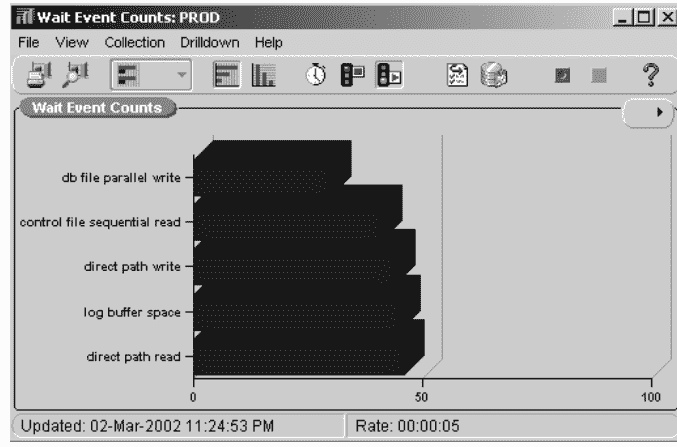 Wait Event Counts: PROD
File View Collection Drilldown Help
?
Wait Event Counts
db file parallel write
control file sequential read
direct path write
log buffer space
direct path read
0 50 100
Updated: 02-Mar-2002 11:24:53 PM Rate: 00:00:05